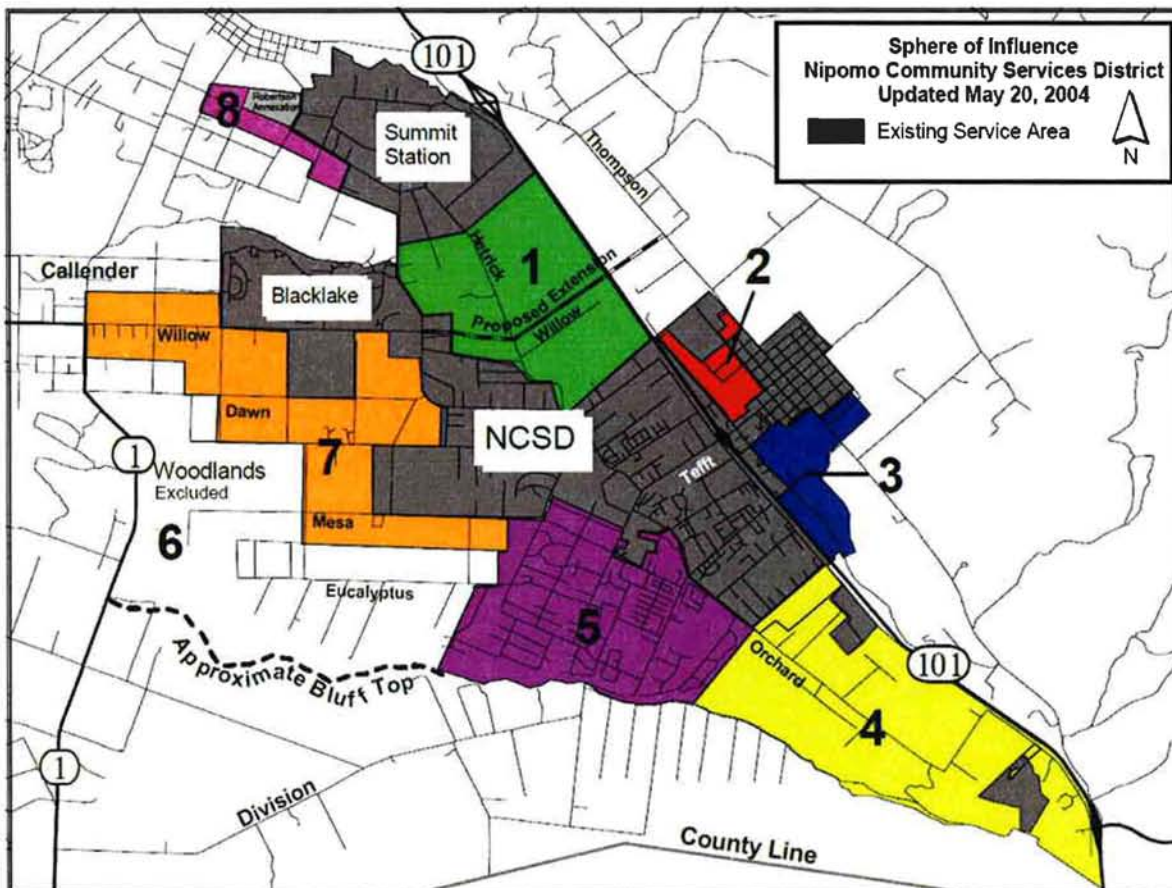 Sphere of Influence
Nipomo Community Services District
Updated May 20, 2004
Existing Service Area
N
101
Thompson
8
Robertson
Annexation
Summit
Station
Hetrick
1
Proposed Extension
Willow
2
Callender
Blacklake
Willow
Dawn
NCSD
Tefft
3
1
Woodlands
Excluded
7
6
Mesa
Eucalyptus
5
Orchard
101
Approximate Bluff Top
4
1
Division
County Line